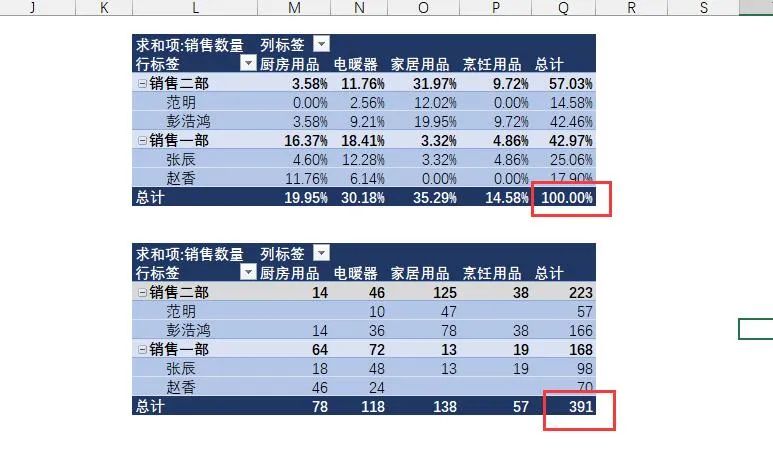 J K L M N O P Q R S
求和项:销售数量 列标签
行标签 厨房用品 电暖器 家居用品 烹饪用品 总计
销售二部 3.58% 11.76% 31.97% 9.72% 57.03%
范明 0.00% 2.56% 12.02% 0.00% 14.58%
彭浩鸿 3.58% 9.21% 19.95% 9.72% 42.46%
销售一部 16.37% 18.41% 3.32% 4.86% 42.97%
张辰 4.60% 12.28% 3.32% 4.86% 25.06%
赵香 11.76% 6.14% 0.00% 0.00% 17.90%
总计 19.95% 30.18% 35.29% 14.58% 100.00%
求和项:销售数量 列标签
行标签 厨房用品 电暖器 家居用品 烹饪用品 总计
销售二部 14 46 125 38 223
范明 10 47 57
彭浩鸿 14 36 78 38 166
销售一部 64 72 13 19 168
张辰 18 48 13 19 98
赵香 46 24 70
总计 78 118 138 57 391